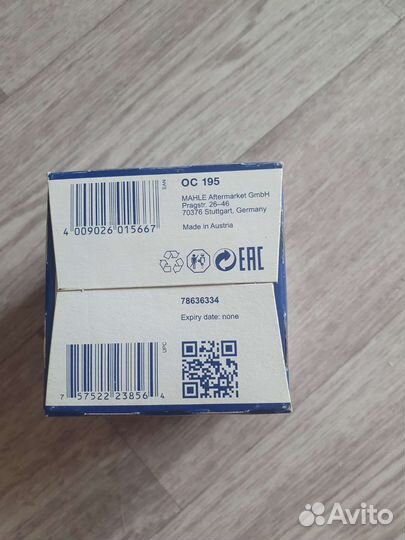 OC 195
MAHLE Aftermarket GmbH
Pragstr. 26–46
70376 Stuttgart, Germany
Made in Austria
EAN
4 009026 015667
EAC
78636334
Expiry date: none
UPC
7 57522 23856 4
Avito